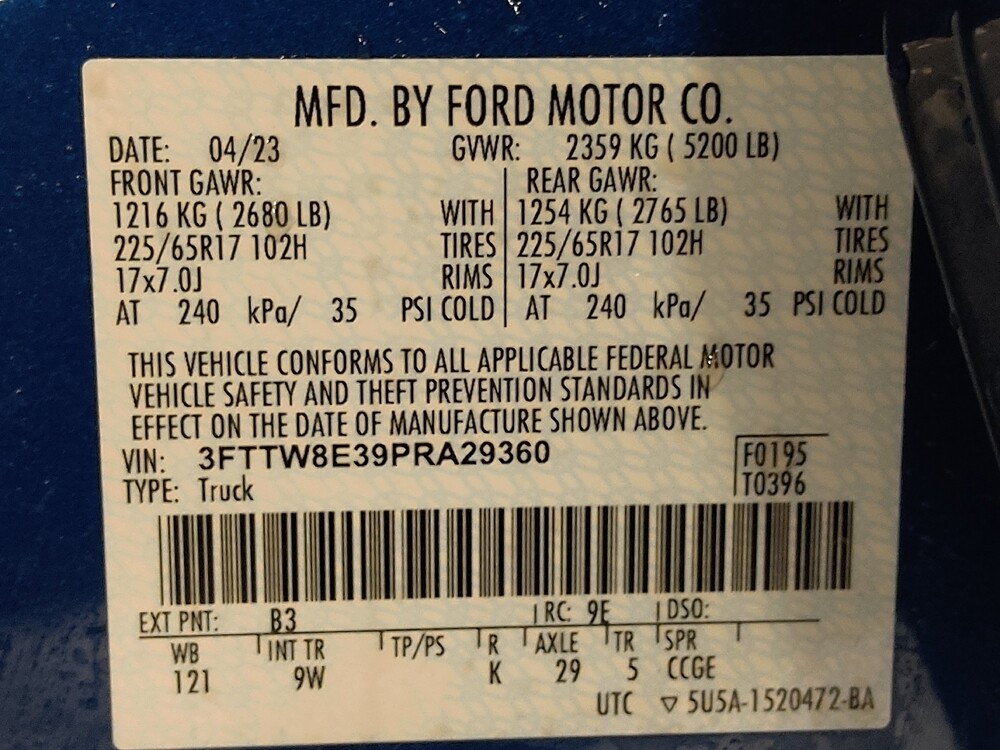 MFD. BY FORD MOTOR CO.
DATE: 04/23 GVWR: 2359 KG ( 5200 LB)
FRONT GAWR: REAR GAWR:
1216 KG ( 2680 LB) WITH 1254 KG ( 2765 LB) WITH
225/65R17 102H TIRES 225/65R17 102H TIRES
17x7.0J RIMS 17x7.0J RIMS
AT 240 kPa/ 35 PSI COLD AT 240 kPa/ 35 PSI COLD
THIS VEHICLE CONFORMS TO ALL APPLICABLE FEDERAL MOTOR
VEHICLE SAFETY AND THEFT PREVENTION STANDARDS IN
EFFECT ON THE DATE OF MANUFACTURE SHOWN ABOVE.
VIN: 3FTTW8E39PRA29360 F0195
TYPE: Truck T0396
EXT PNT: B3 RC: 9E DSO:
WB INT TR TP/PS R AXLE TR SPR
121 9W K 29 5 CCGE
UTC ▽ 5U5A-1520472-BA